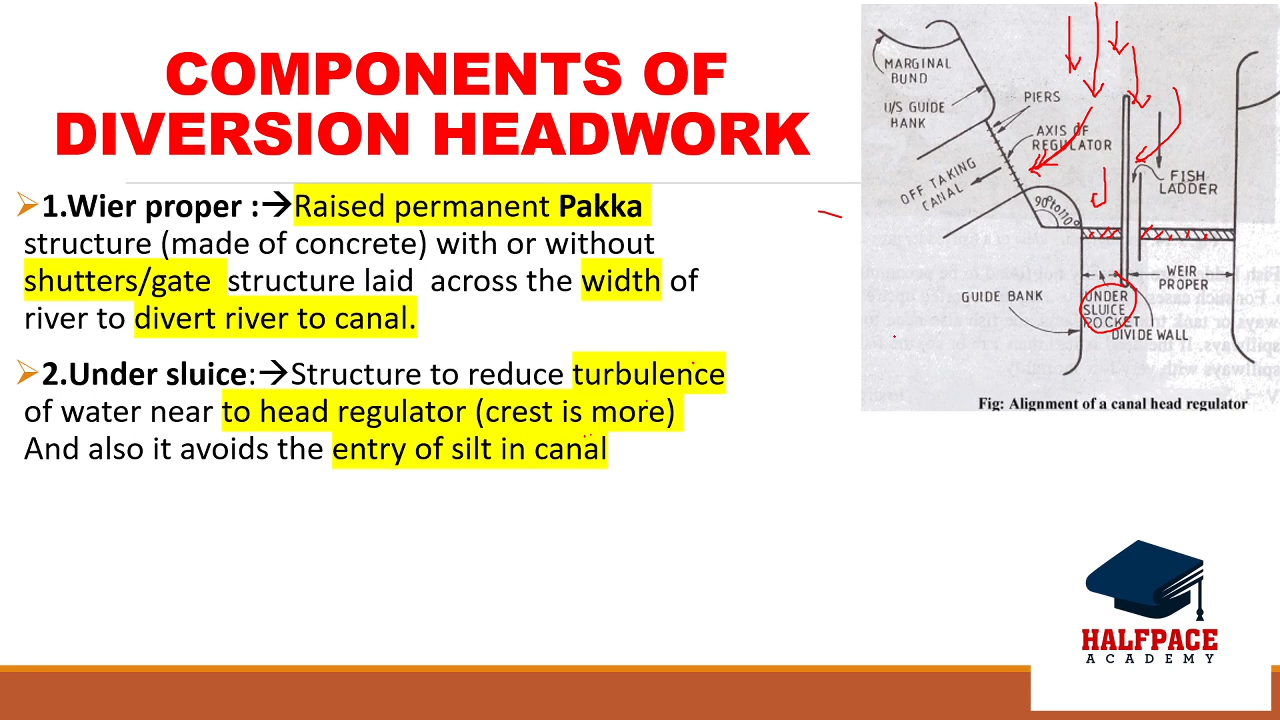 COMPONENTS OF
DIVERSION HEADWORK
➢1.Wier proper :→Raised permanent Pakka
structure (made of concrete) with or without
shutters/gate structure laid across the width of
river to divert river to canal.
➢2.Under sluice:→Structure to reduce turbulence
of water near to head regulator (crest is more)
And also it avoids the entry of silt in canal
MARGINAL
BUND
U/S GUIDE
BANK
PIERS
AXIS OF
REGULATOR
OFF TAKING
CANAL
90° to 110°
FISH
LADDER
WEIR
PROPER
GUIDE BANK
UNDER
SLUICE
POCKET
DIVIDE WALL
Fig: Alignment of a canal head regulator
HALFPACE
ACADEMY